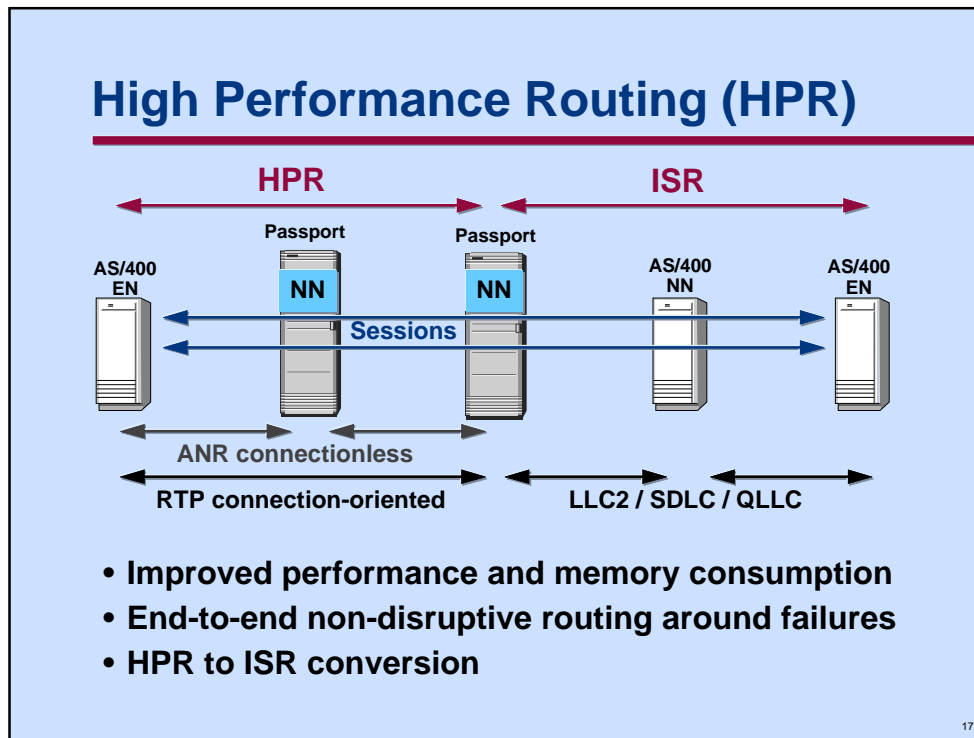 High Performance Routing (HPR)
HPR
ISR
Passport
Passport
AS/400
EN
NN
NN
AS/400
NN
AS/400
EN
Sessions
ANR connectionless
RTP connection-oriented
LLC2 / SDLC / QLLC
• Improved performance and memory consumption
• End-to-end non-disruptive routing around failures
• HPR to ISR conversion
17